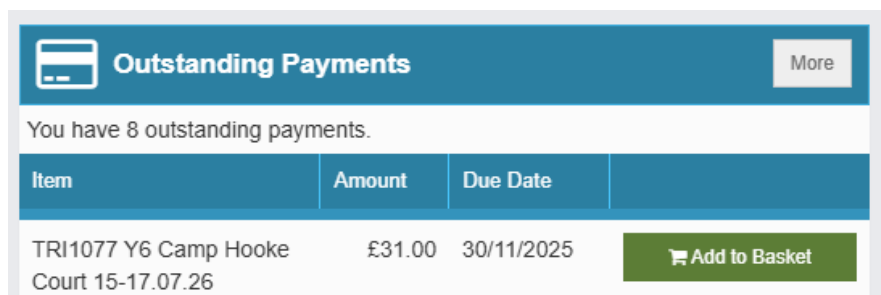 Outstanding Payments
More
You have 8 outstanding payments.
Item Amount Due Date
TRI1077 Y6 Camp Hooke £31.00 30/11/2025 Add to Basket
Court 15-17.07.26